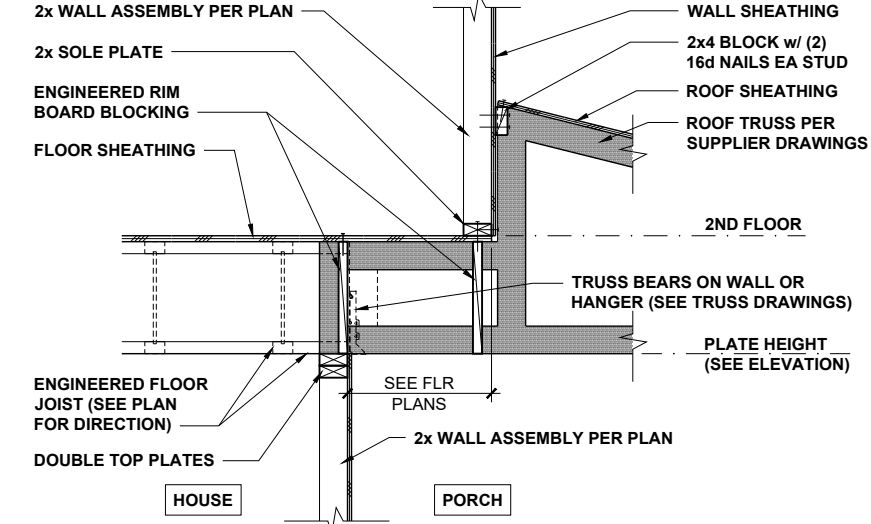 2x WALL ASSEMBLY PER PLAN
2x SOLE PLATE
ENGINEERED RIM
BOARD BLOCKING
FLOOR SHEATHING
WALL SHEATHING
2x4 BLOCK w/ (2)
16d NAILS EA STUD
ROOF SHEATHING
ROOF TRUSS PER
SUPPLIER DRAWINGS
2ND FLOOR
TRUSS BEARS ON WALL OR
HANGER (SEE TRUSS DRAWINGS)
PLATE HEIGHT
(SEE ELEVATION)
SEE FLR
PLANS
ENGINEERED FLOOR
JOIST (SEE PLAN
FOR DIRECTION)
DOUBLE TOP PLATES
2x WALL ASSEMBLY PER PLAN
HOUSE
PORCH